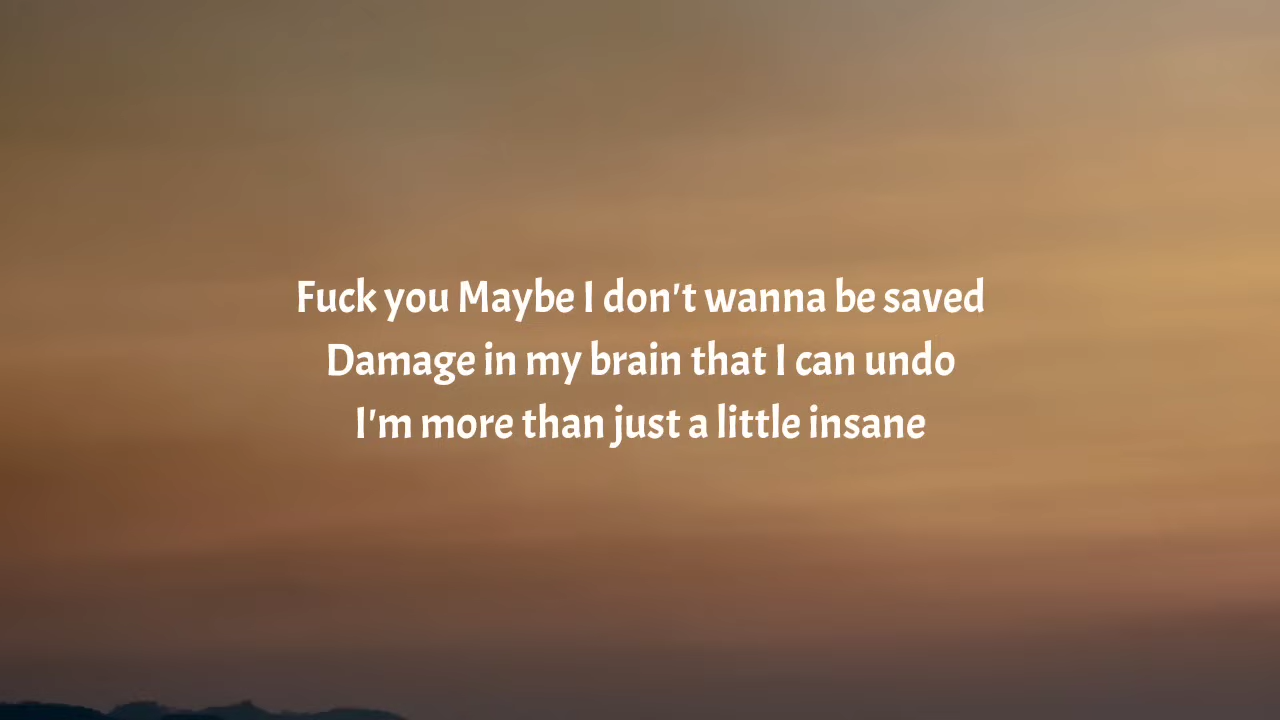 Fuck you Maybe I don't wanna be saved
Damage in my brain that I can undo
I'm more than just a little insane